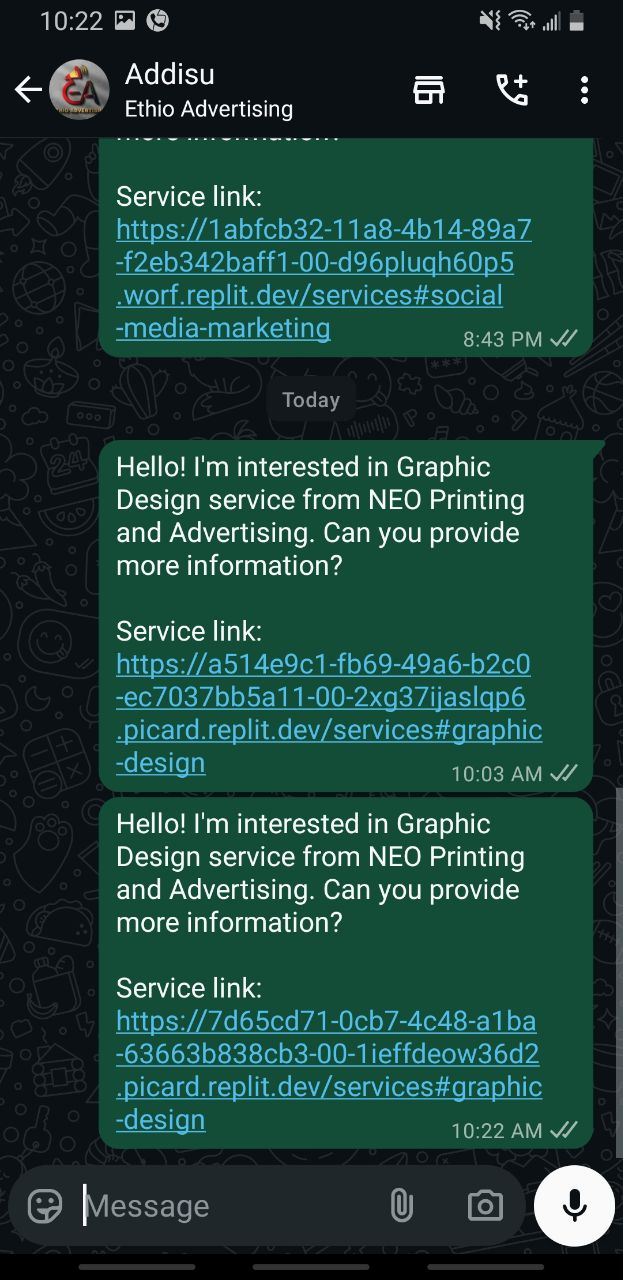 10:22
Addisu
Ethio Advertising
more information?
Service link:
https://1abfcb32-11a8-4b14-89a7
-f2eb342baff1-00-d96pluqh60p5
.worf.replit.dev/services#social
-media-marketing
8:43 PM
Today
Hello! I'm interested in Graphic
Design service from NEO Printing
and Advertising. Can you provide
more information?
Service link:
https://a514e9c1-fb69-49a6-b2c0
-ec7037bb5a11-00-2xg37ijaslqp6
.picard.replit.dev/services#graphic
-design
10:03 AM
Hello! I'm interested in Graphic
Design service from NEO Printing
and Advertising. Can you provide
more information?
Service link:
https://7d65cd71-0cb7-4c48-a1ba
-63663b838cb3-00-1ieffdeow36d2
.picard.replit.dev/services#graphic
-design
10:22 AM
Message